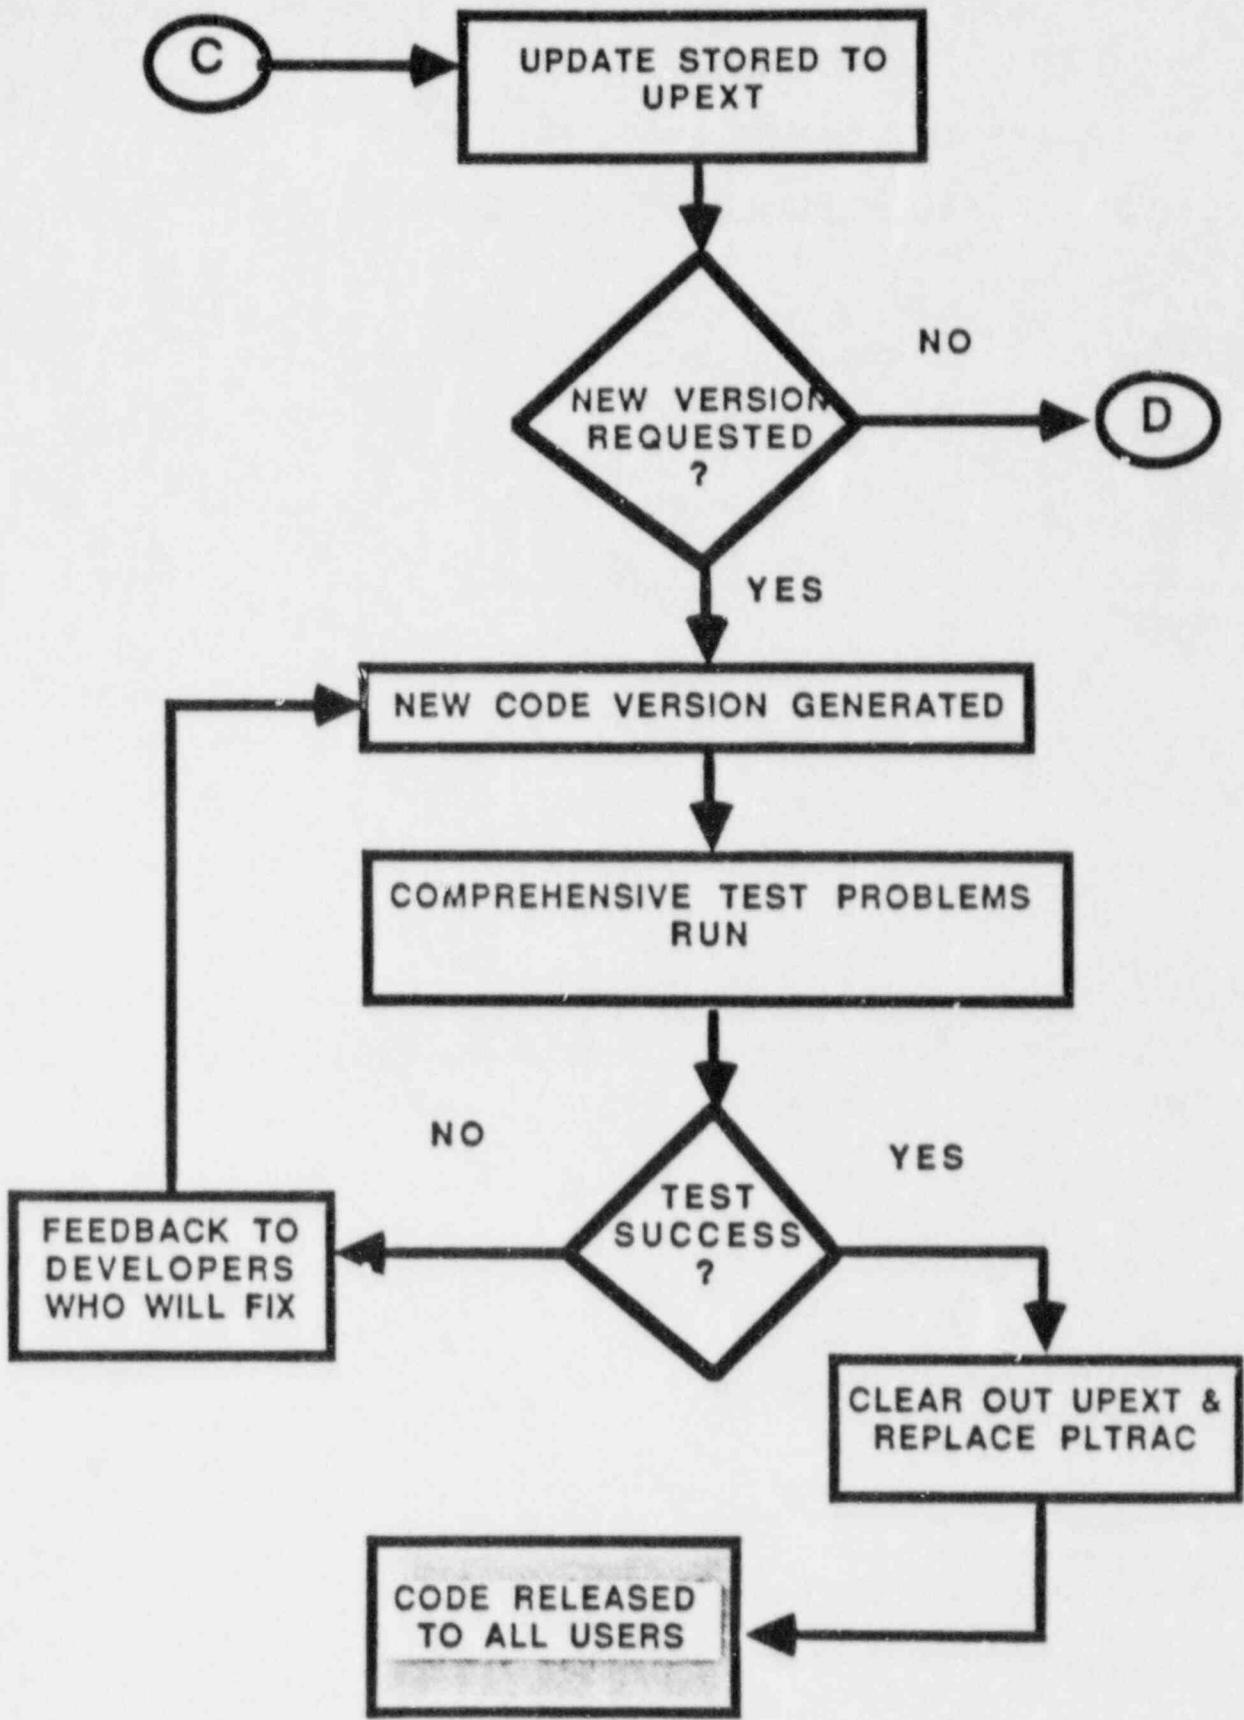 C
UPDATE STORED TO
UPEXT
NO
NEW VERSION
REQUESTED
?
D
YES
NEW CODE VERSION GENERATED
COMPREHENSIVE TEST PROBLEMS
RUN
NO
YES
TEST
SUCCESS
?
FEEDBACK TO
DEVELOPERS
WHO WILL FIX
CLEAR OUT UPEXT &
REPLACE PLTRAC
CODE RELEASED
TO ALL USERS